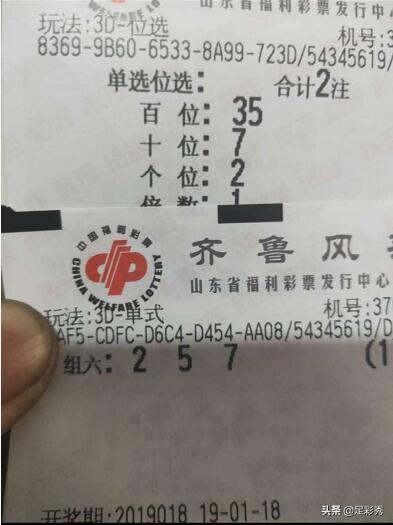 山东省福利彩票发行中心
玩法:3D-位选 机号:3
8369-9B60-6533-8A99-723D/54345619/
单选位选: 合计2注
百 位: 35
十 位: 7
个 位: 2
倍 数: 1
中国福利彩票
CHINA WELFARE LOTTERY
齐 鲁 风
山东省福利彩票发行中心
玩法:3D-单式 机号:37
AF5-CDFC-D6C4-D454-AA08/54345619/D
组六: 2 5 7 (1
开奖期:2019018 19-01-18
头条 @足彩秀